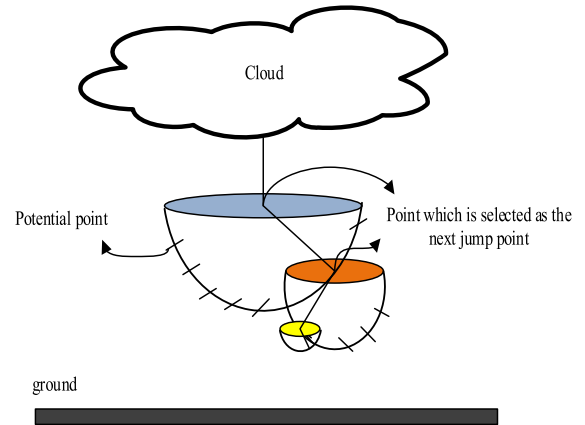 Cloud
Potential point
Point which is selected as the
next jump point
ground